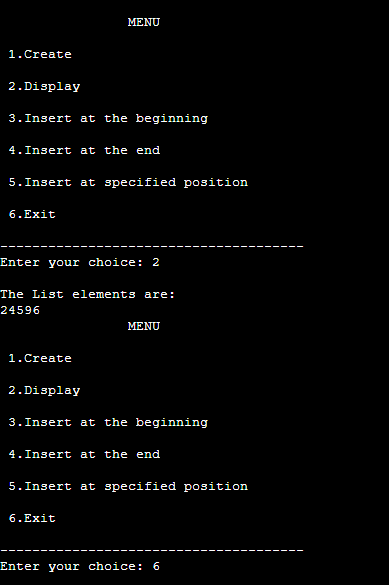 MENU
1.Create
2.Display
3.Insert at the beginning
4.Insert at the end
5.Insert at specified position
6.Exit
--------------------------------------
Enter your choice: 2
The List elements are:
24596
MENU
1.Create
2.Display
3.Insert at the beginning
4.Insert at the end
5.Insert at specified position
6.Exit
--------------------------------------
Enter your choice: 6